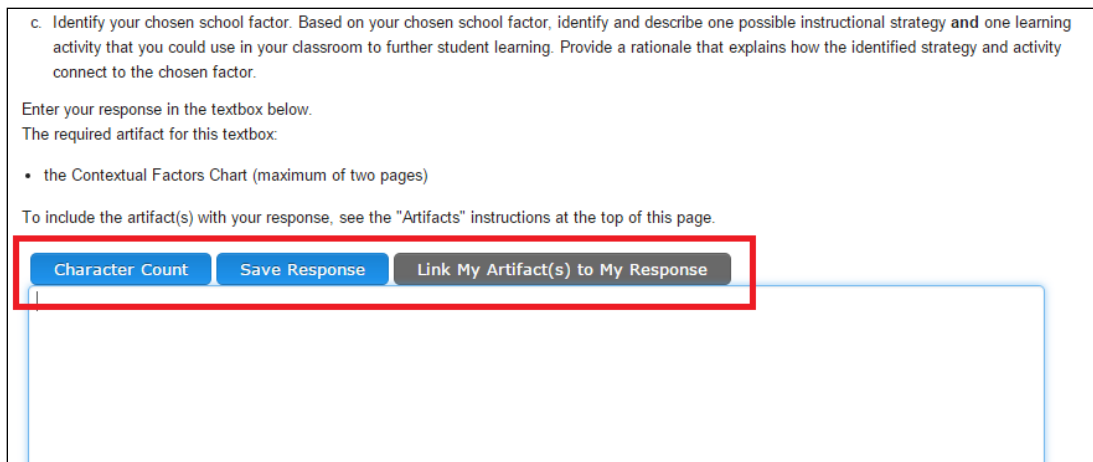 c. Identify your chosen school factor. Based on your chosen school factor, identify and describe one possible instructional strategy and one learning
activity that you could use in your classroom to further student learning. Provide a rationale that explains how the identified strategy and activity
connect to the chosen factor.
Enter your response in the textbox below.
The required artifact for this textbox:
• the Contextual Factors Chart (maximum of two pages)
To include the artifact(s) with your response, see the "Artifacts" instructions at the top of this page.
Character Count Save Response Link My Artifact(s) to My Response